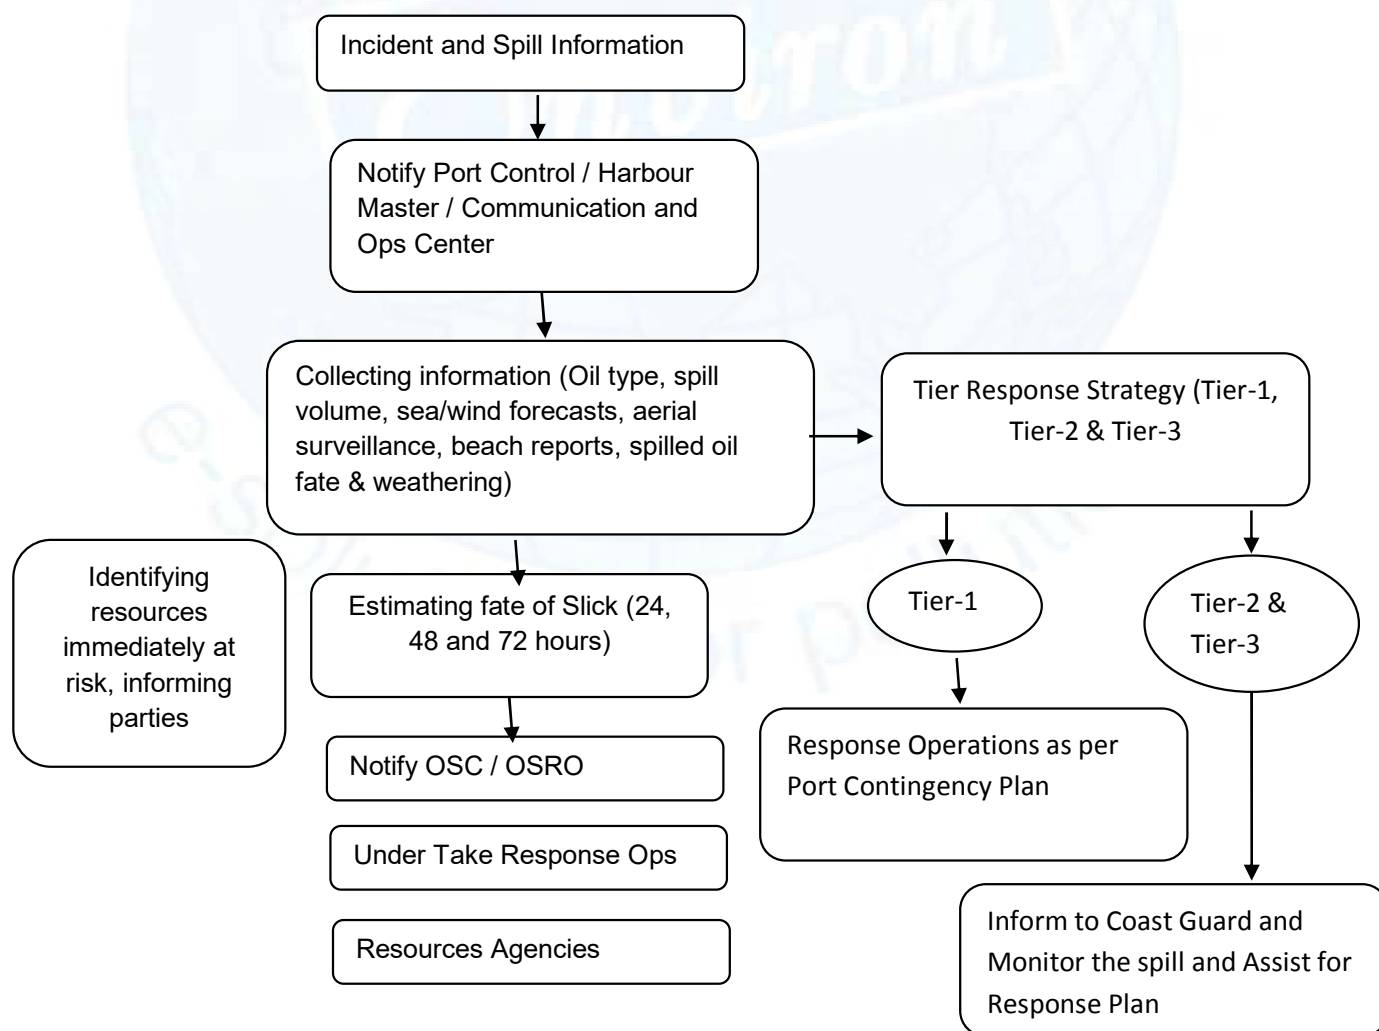 Incident and Spill Information
Notify Port Control / Harbour
Master / Communication and
Ops Center
Collecting information (Oil type, spill
volume, sea/wind forecasts, aerial
surveillance, beach reports, spilled oil
fate & weathering)
Tier Response Strategy (Tier-1,
Tier-2 & Tier-3
Identifying
resources
immediately at
risk, informing
parties
Estimating fate of Slick (24,
48 and 72 hours)
Tier-1
Tier-2 &
Tier-3
Notify OSC / OSRO
Response Operations as per
Port Contingency Plan
Under Take Response Ops
Resources Agencies
Inform to Coast Guard and
Monitor the spill and Assist for
Response Plan